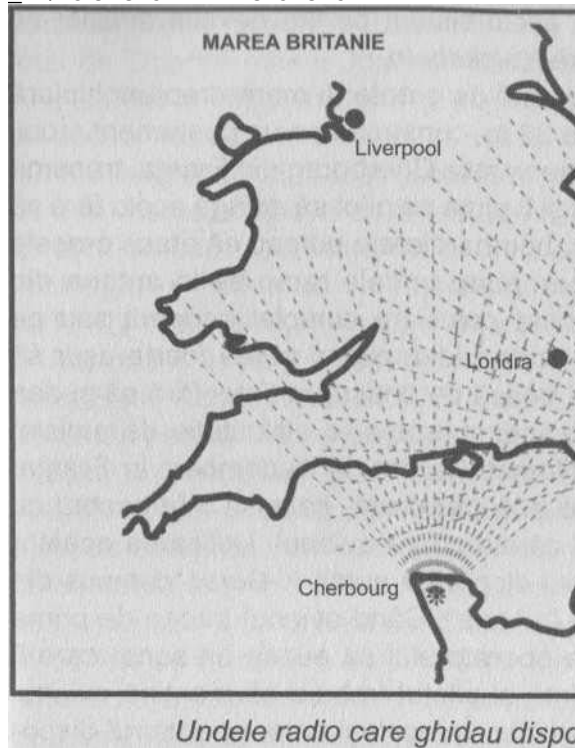 MAREA BRITANIE
Liverpool
Londra
Cherbourg
Undele radio care ghidau dispo